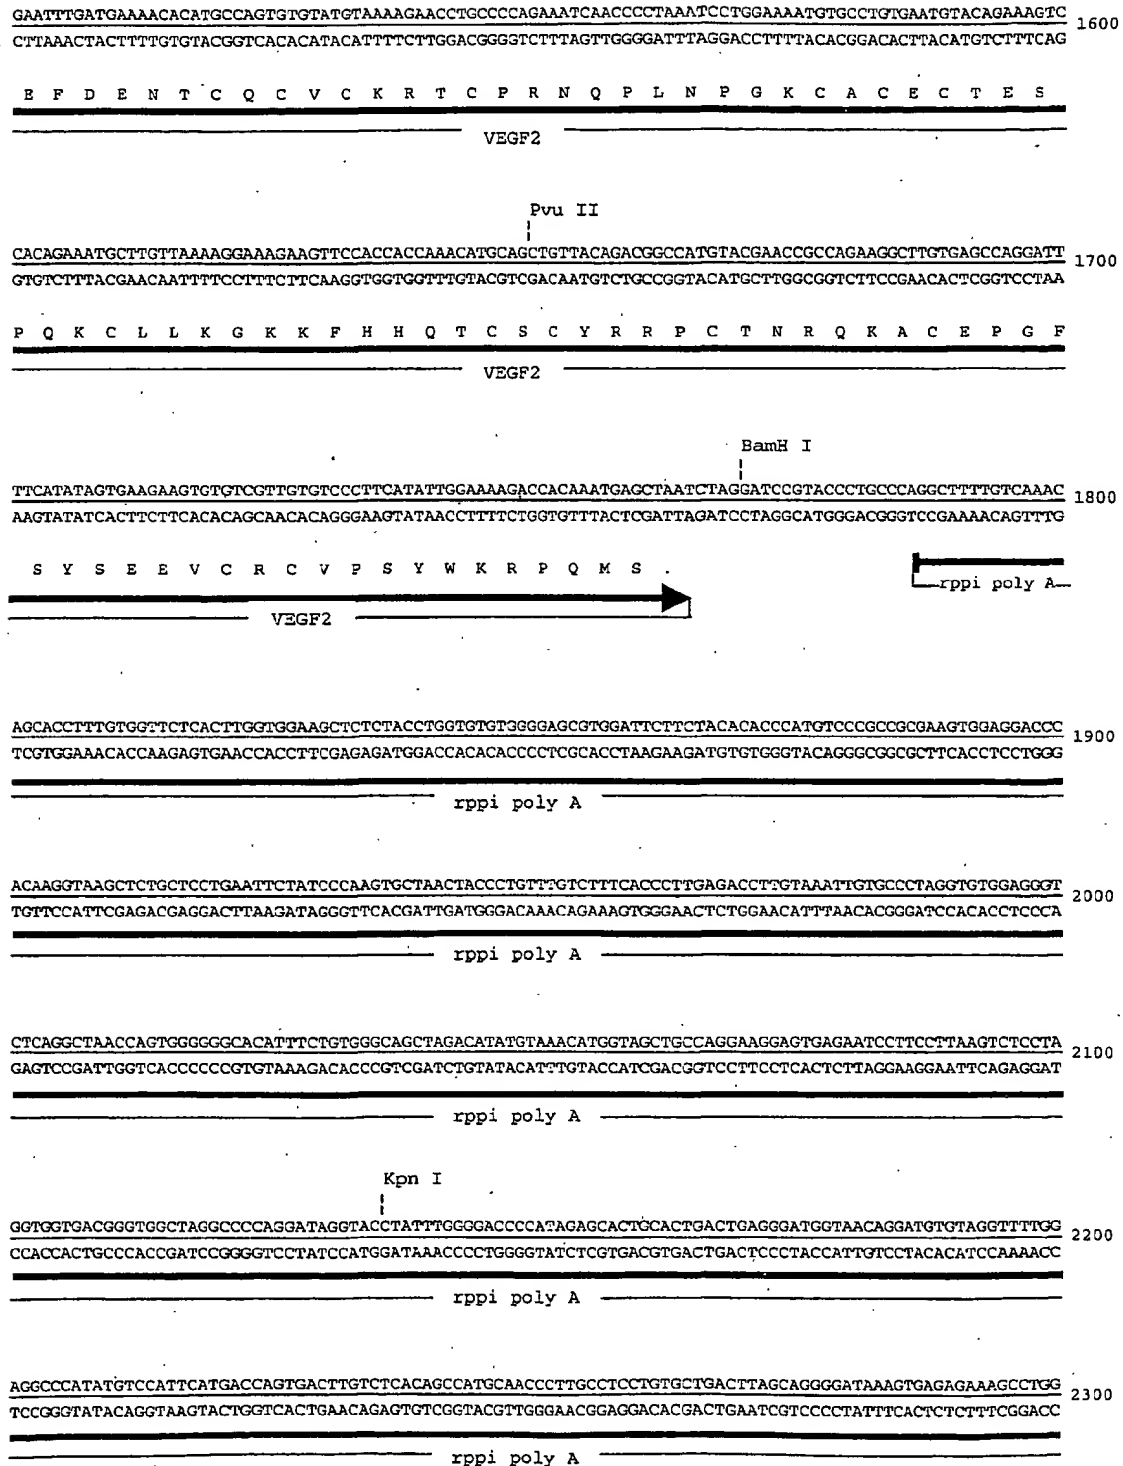 GAATTTGATGAAAACACATGCCAGTGTGTATGTAAAAGAACCTGCCCCAGAAATCAACCCCTAAATCCTGGAAAATGTGCCTGTGAATGTACAGAAAGTC 1600
CTTAAACTACTTTTGTGTACGGTCACACATACATTTTCTTGGACGGGGTCTTTAGTTGGGGATTTAGGACCTTTTACACGGACACTTACATGTCTTTCAG
E F D E N T C Q C V C K R T C P R N Q P L N P G K C A C E C T E S
VEGF2
Pvu II
CACAGAAATGCTTGTTAAAAGGAAAGAAGTTCCACCACCAAACATGCAGCTGTTACAGACGGCCATGTACGAACCGCCAGAAGGCTTGTGAGCCAGGATT 1700
GTGTCTTTACGAACAATTTTCCTTTCTTCAAGGTGGTGGTTTGTACGTCGACAATGTCTGCCGGTACATGCTTGGCGGTCTTCCGAACACTCGGTCCTAA
P Q K C L L K G K K F H H Q T C S C Y R R P C T N R Q K A C E P G F
VEGF2
BamH I
TTCATATAGTGAAGAAGTGTGTCGTTGTGTCCCTTCATATTGGAAAAGACCACAAATGAGCTAATCTAGGATCCGTACCCTGCCCAGGCTTTTGTCAAAC 1800
AAGTATATCACTTCTTCACACAGCAACACAGGGAAGTATAACCTTTTCTGGTGTTTACTCGATTAGATCCTAGGCATGGGACGGGTCCGAAAACAGTTTG
S Y S E E V C R C V P S Y W K R P Q M S .
rppi poly A
VEGF2
AGCACCTTTGTGGTTCTCACTTGGTGGAAGCTCTCTACCTGGTGTGTGGGGAGCGTGGATTCTTCTACACACCCATGTCCCGCCGCGAAGTGGAGGACCC 1900
TCGTGGAAACACCAAGAGTGAACCACCTTCGAGAGATGGACCACACACCCCTCGCACCTAAGAAGATGTGTGGGTACAGGGCGGCGCTTCACCTCCTGGG
rppi poly A
ACAAGGTAAGCTCTGCTCCTGAATTCTATCCCAAGTGCTAACTACCCTGTTTGTCTTTCACCCTTGAGACCTTGTAAATTGTGCCCTAGGTGTGGAGGGT 2000
TGTTCCATTCGAGACGAGGACTTAAGATAGGGTTCACGATTGATGGGACAAACAGAAAGTGGGAACTCTGGAACATTTAACACGGGATCCACACCTCCCA
rppi poly A
CTCAGGCTAACCAGTGGGGGGCACATTTCTGTGGGCAGCTAGACATATGTAAACATGGTAGCTGCCAGGAAGGAGTGAGAATCCTTCCTTAAGTCTCCTA 2100
GAGTCCGATTGGTCACCCCCCGTGTAAAGACACCCGTCGATCTGTATACATTTGTACCATCGACGGTCCTTCCTCACTCTTAGGAAGGAATTCAGAGGAT
rppi poly A
Kpn I
GGTGGTGACGGGTGGCTAGGCCCCAGGATAGGTACCTATTTGGGGACCCCATAGAGCACTGCACTGACTGAGGGATGGTAACAGGATGTGTAGGTTTTGG 2200
CCACCACTGCCCACCGATCCGGGGTCCTATCCATGGATAAACCCCTGGGGTATCTCGTGACGTGACTGACTCCCTACCATTGTCCTACACATCCAAAACC
rppi poly A
AGGCCCATATGTCCATTCATGACCAGTGACTTGTCTCACAGCCATGCAACCCTTGCCTCCTGTGCTGACTTAGCAGGGGATAAAGTGAGAGAAAGCCTGG 2300
TCCGGGTATACAGGTAAGTACTGGTCACTGAACAGAGTGTCGGTACGTTGGGAACGGAGGACACGACTGAATCGTCCCCTATTTCACTCTCTTTCGGACC
rppi poly A